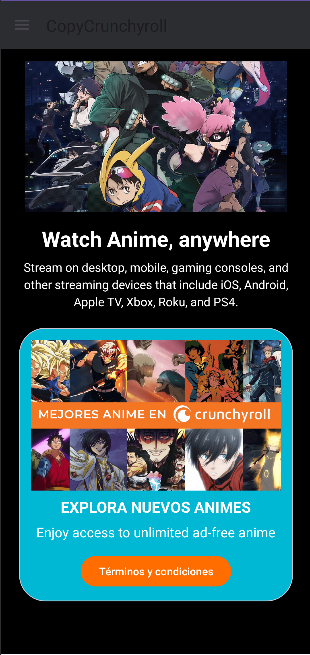 CopyCrunchyroll
Watch Anime, anywhere
Stream on desktop, mobile, gaming consoles, and
other streaming devices that include iOS, Android,
Apple TV, Xbox, Roku, and PS4.
MEJORES ANIME EN crunchyroll
EXPLORA NUEVOS ANIMES
Enjoy access to unlimited ad-free anime
Términos y condiciones